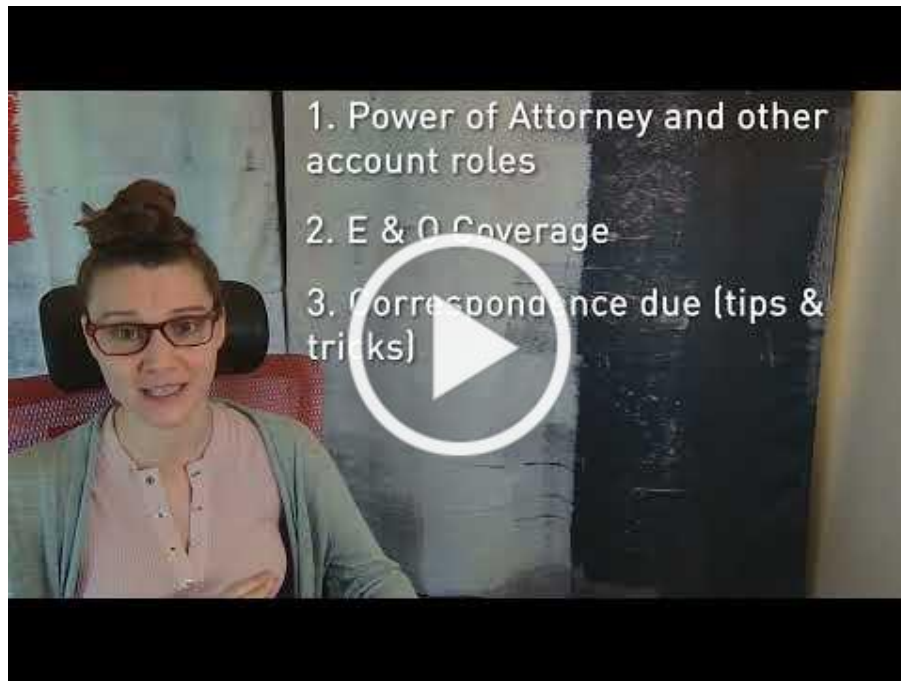 1. Power of Attorney and other
account roles
2. E & O Coverage
3. Correspondence due (tips &
tricks)